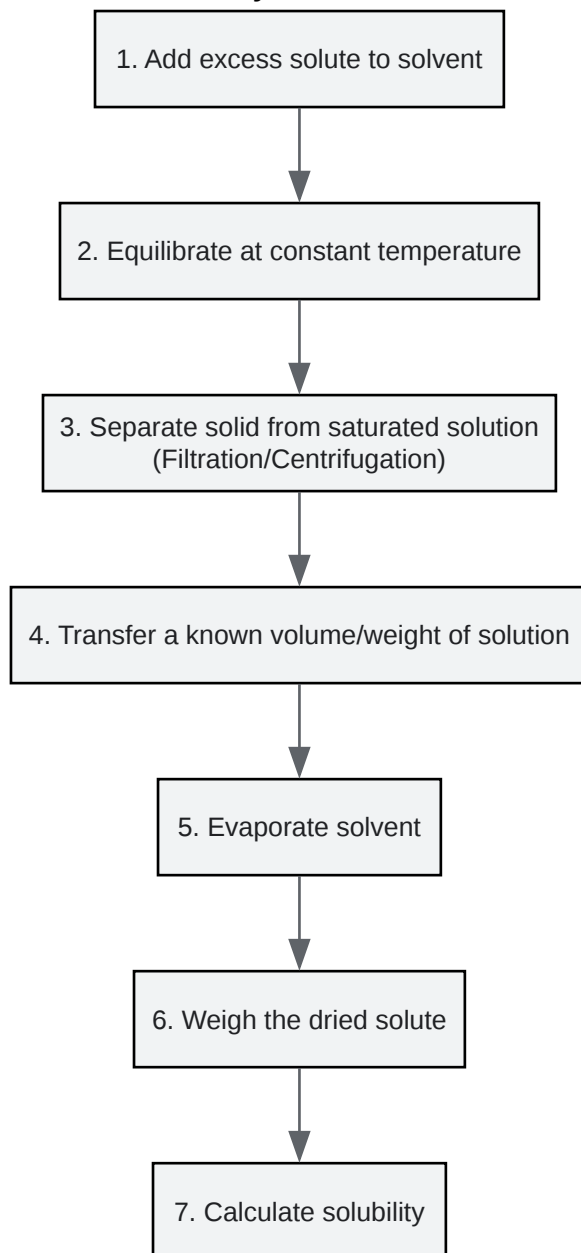 1. Add excess solute to solvent
2. Equilibrate at constant temperature
3. Separate solid from saturated solution
(Filtration/Centrifugation)
4. Transfer a known volume/weight of solution
5. Evaporate solvent
6. Weigh the dried solute
7. Calculate solubility